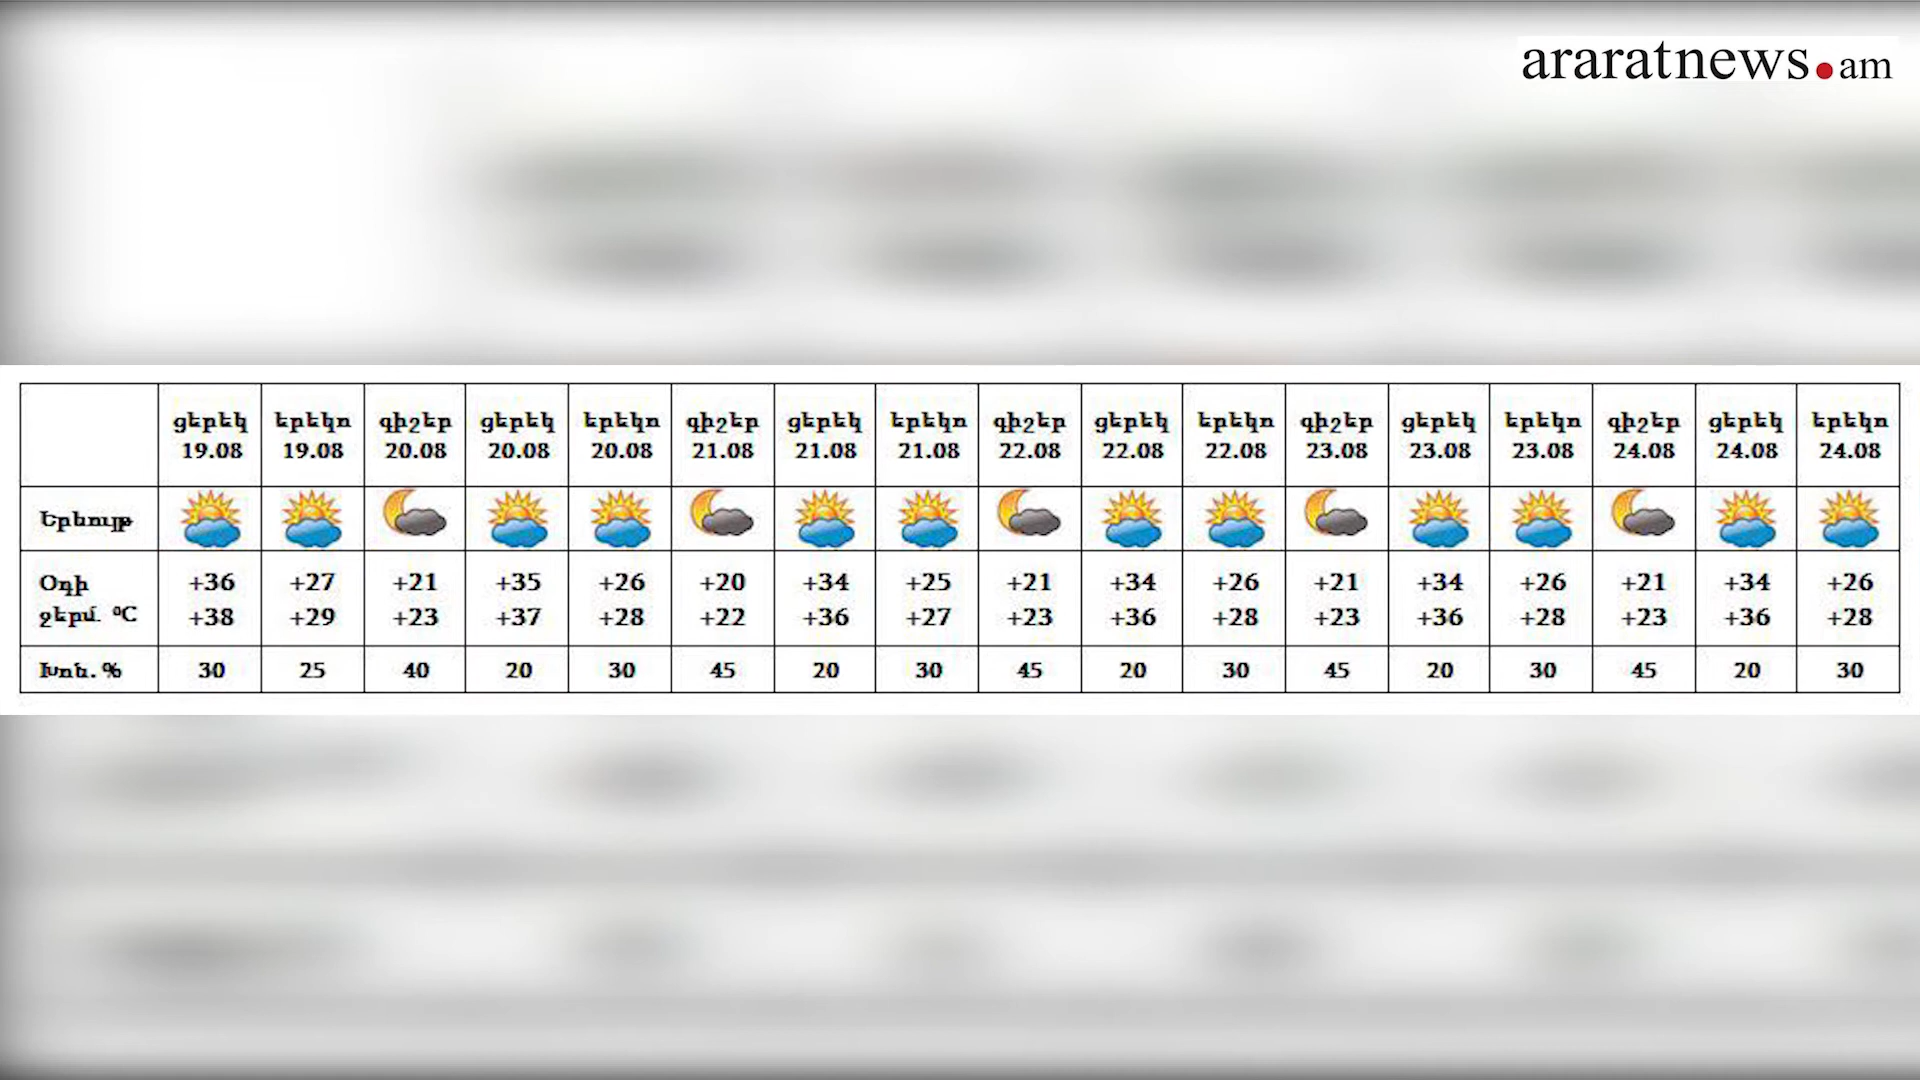 araratnews.am
ցերեկ երեկո գիշեր ցերեկ երեկո գիշեր ցերեկ երեկո գիշեր ցերեկ երեկո գիշեր ցերեկ երեկո գիշեր ցերեկ երեկո
19.08 19.08 20.08 20.08 20.08 21.08 21.08 21.08 22.08 22.08 22.08 23.08 23.08 23.08 24.08 24.08 24.08
Երևույթ
Օդի +36 +27 +21 +35 +26 +20 +34 +25 +21 +34 +26 +21 +34 +26 +21 +34 +26
ջերմ. ⁰C +38 +29 +23 +37 +28 +22 +36 +27 +23 +36 +28 +23 +36 +28 +23 +36 +28
Խոն. % 30 25 40 20 30 45 20 30 45 20 30 45 20 30 45 20 30